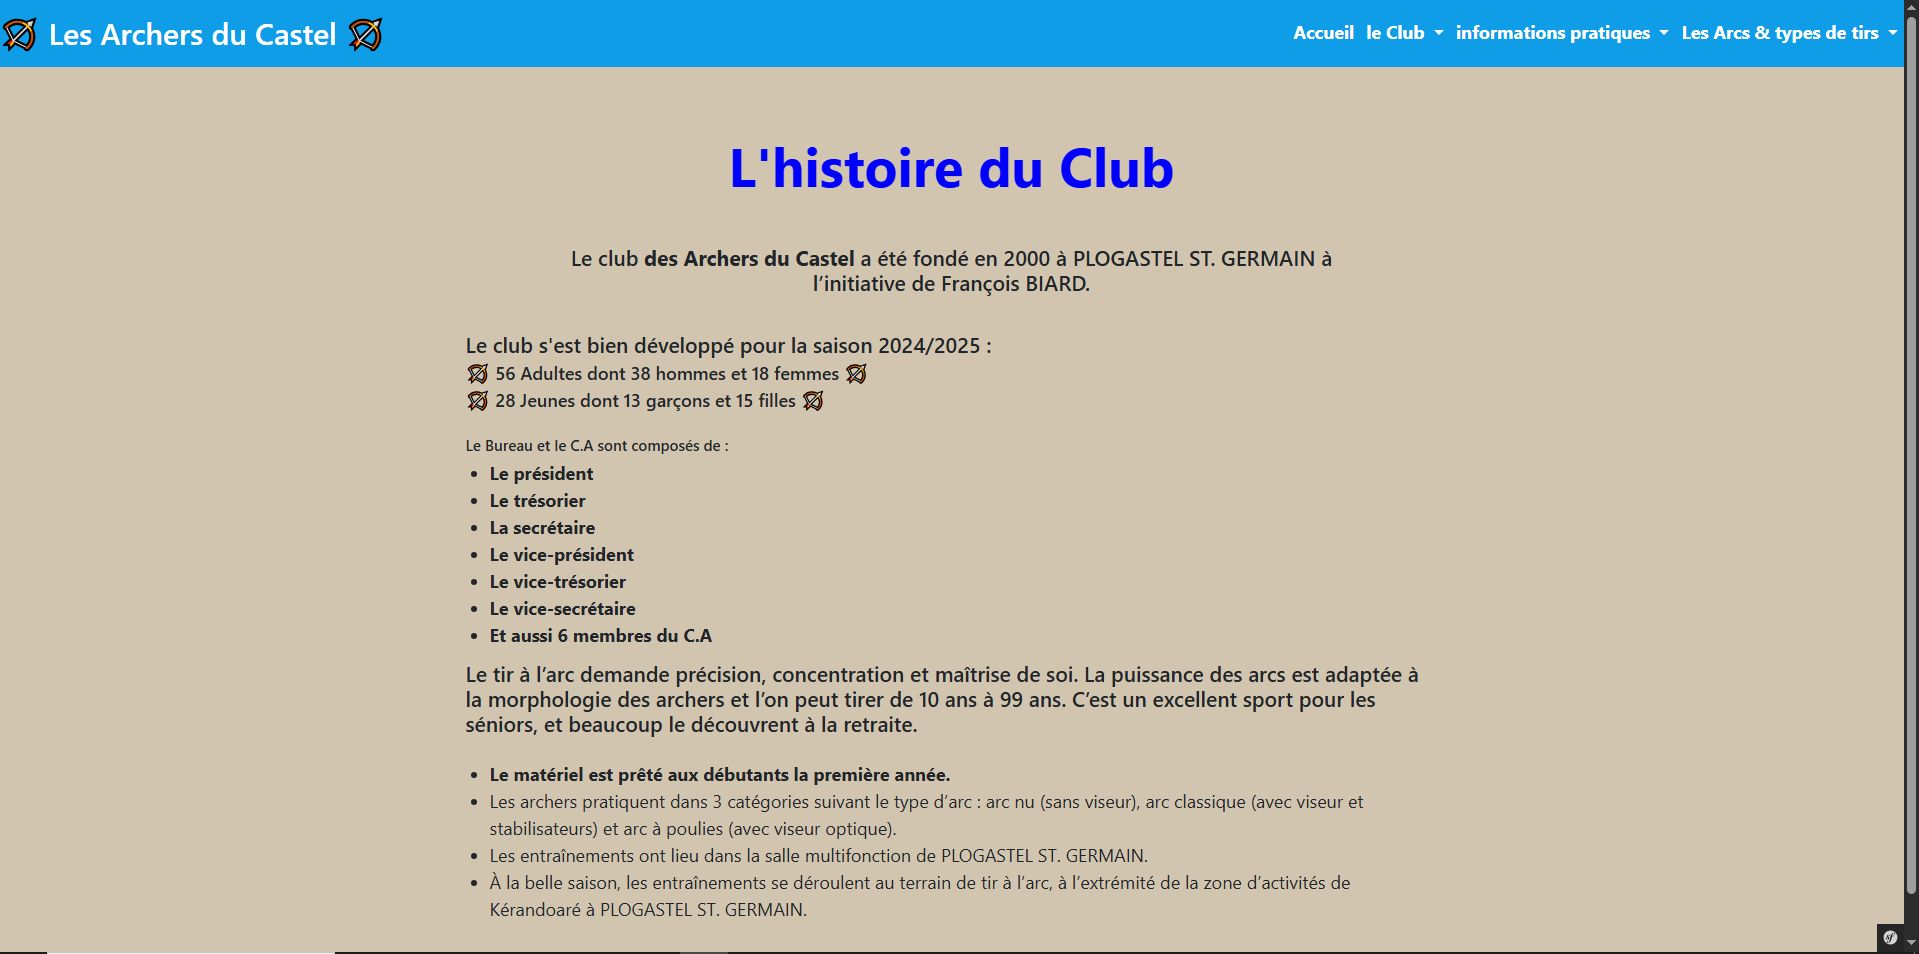 Les Archers du Castel
Accueil le Club informations pratiques Les Arcs & types de tirs
L'histoire du Club
Le club des Archers du Castel a été fondé en 2000 à PLOGASTEL ST. GERMAIN à
l’initiative de François BIARD.
Le club s'est bien développé pour la saison 2024/2025 :
56 Adultes dont 38 hommes et 18 femmes
28 Jeunes dont 13 garçons et 15 filles
Le Bureau et le C.A sont composés de :
• Le président
• Le trésorier
• La secrétaire
• Le vice-président
• Le vice-trésorier
• Le vice-secrétaire
• Et aussi 6 membres du C.A
Le tir à l’arc demande précision, concentration et maîtrise de soi. La puissance des arcs est adaptée à
la morphologie des archers et l’on peut tirer de 10 ans à 99 ans. C’est un excellent sport pour les
séniors, et beaucoup le découvrent à la retraite.
• Le matériel est prêté aux débutants la première année.
• Les archers pratiquent dans 3 catégories suivant le type d’arc : arc nu (sans viseur), arc classique (avec viseur et
stabilisateurs) et arc à poulies (avec viseur optique).
• Les entraînements ont lieu dans la salle multifonction de PLOGASTEL ST. GERMAIN.
• À la belle saison, les entraînements se déroulent au terrain de tir à l’arc, à l’extrémité de la zone d’activités de
Kérandoaré à PLOGASTEL ST. GERMAIN.
sf